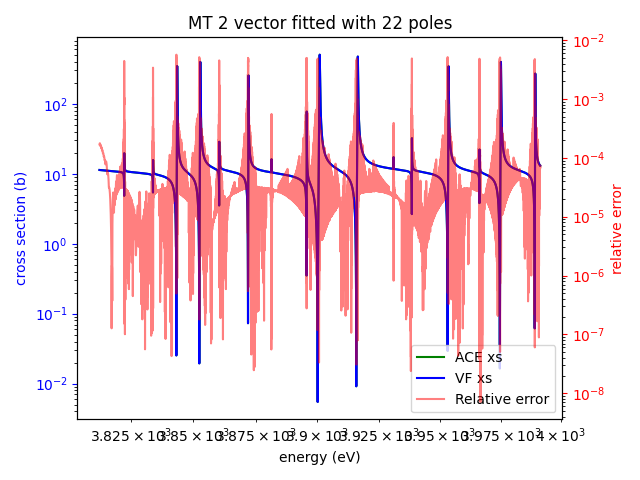 MT 2 vector fitted with 22 poles
cross section (b)
10²
10¹
10⁰
10⁻¹
10⁻²
10⁻²
10⁻³
10⁻⁴
10⁻⁵
10⁻⁶
10⁻⁷
10⁻⁸
relative error
ACE xs
VF xs
Relative error
3.825 × 10³ 3.85 × 10³ 3.875 × 10³ 3.9 × 10³ 3.925 × 10³ 3.95 × 10³ 3.975 × 10³ 4 × 10³
energy (eV)